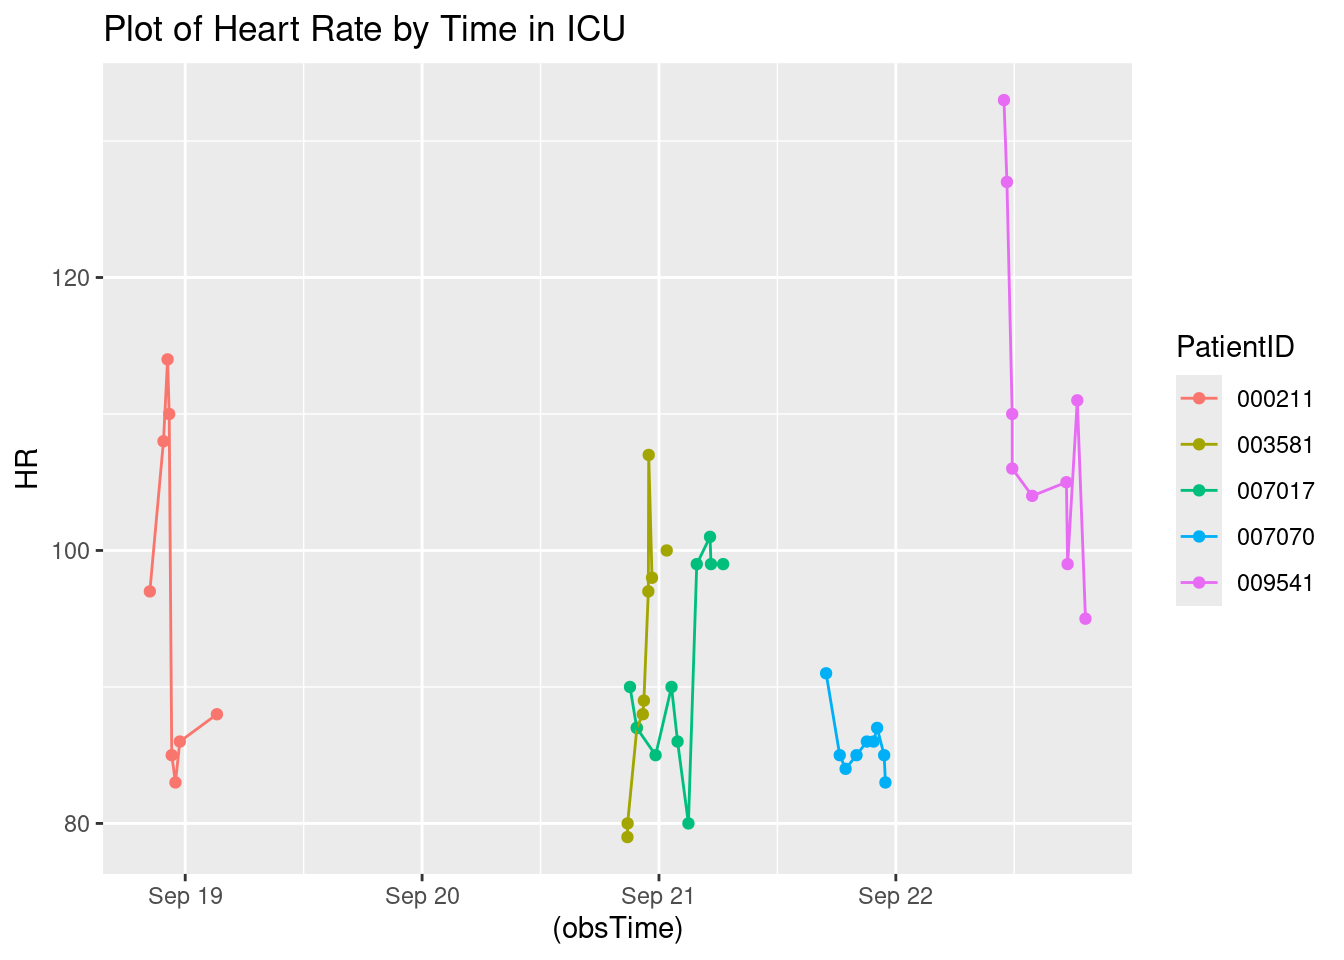 Plot of Heart Rate by Time in ICU
HR
120
100
80
Sep 19
Sep 20
Sep 21
Sep 22
(obsTime)
PatientID
000211
003581
007017
007070
009541